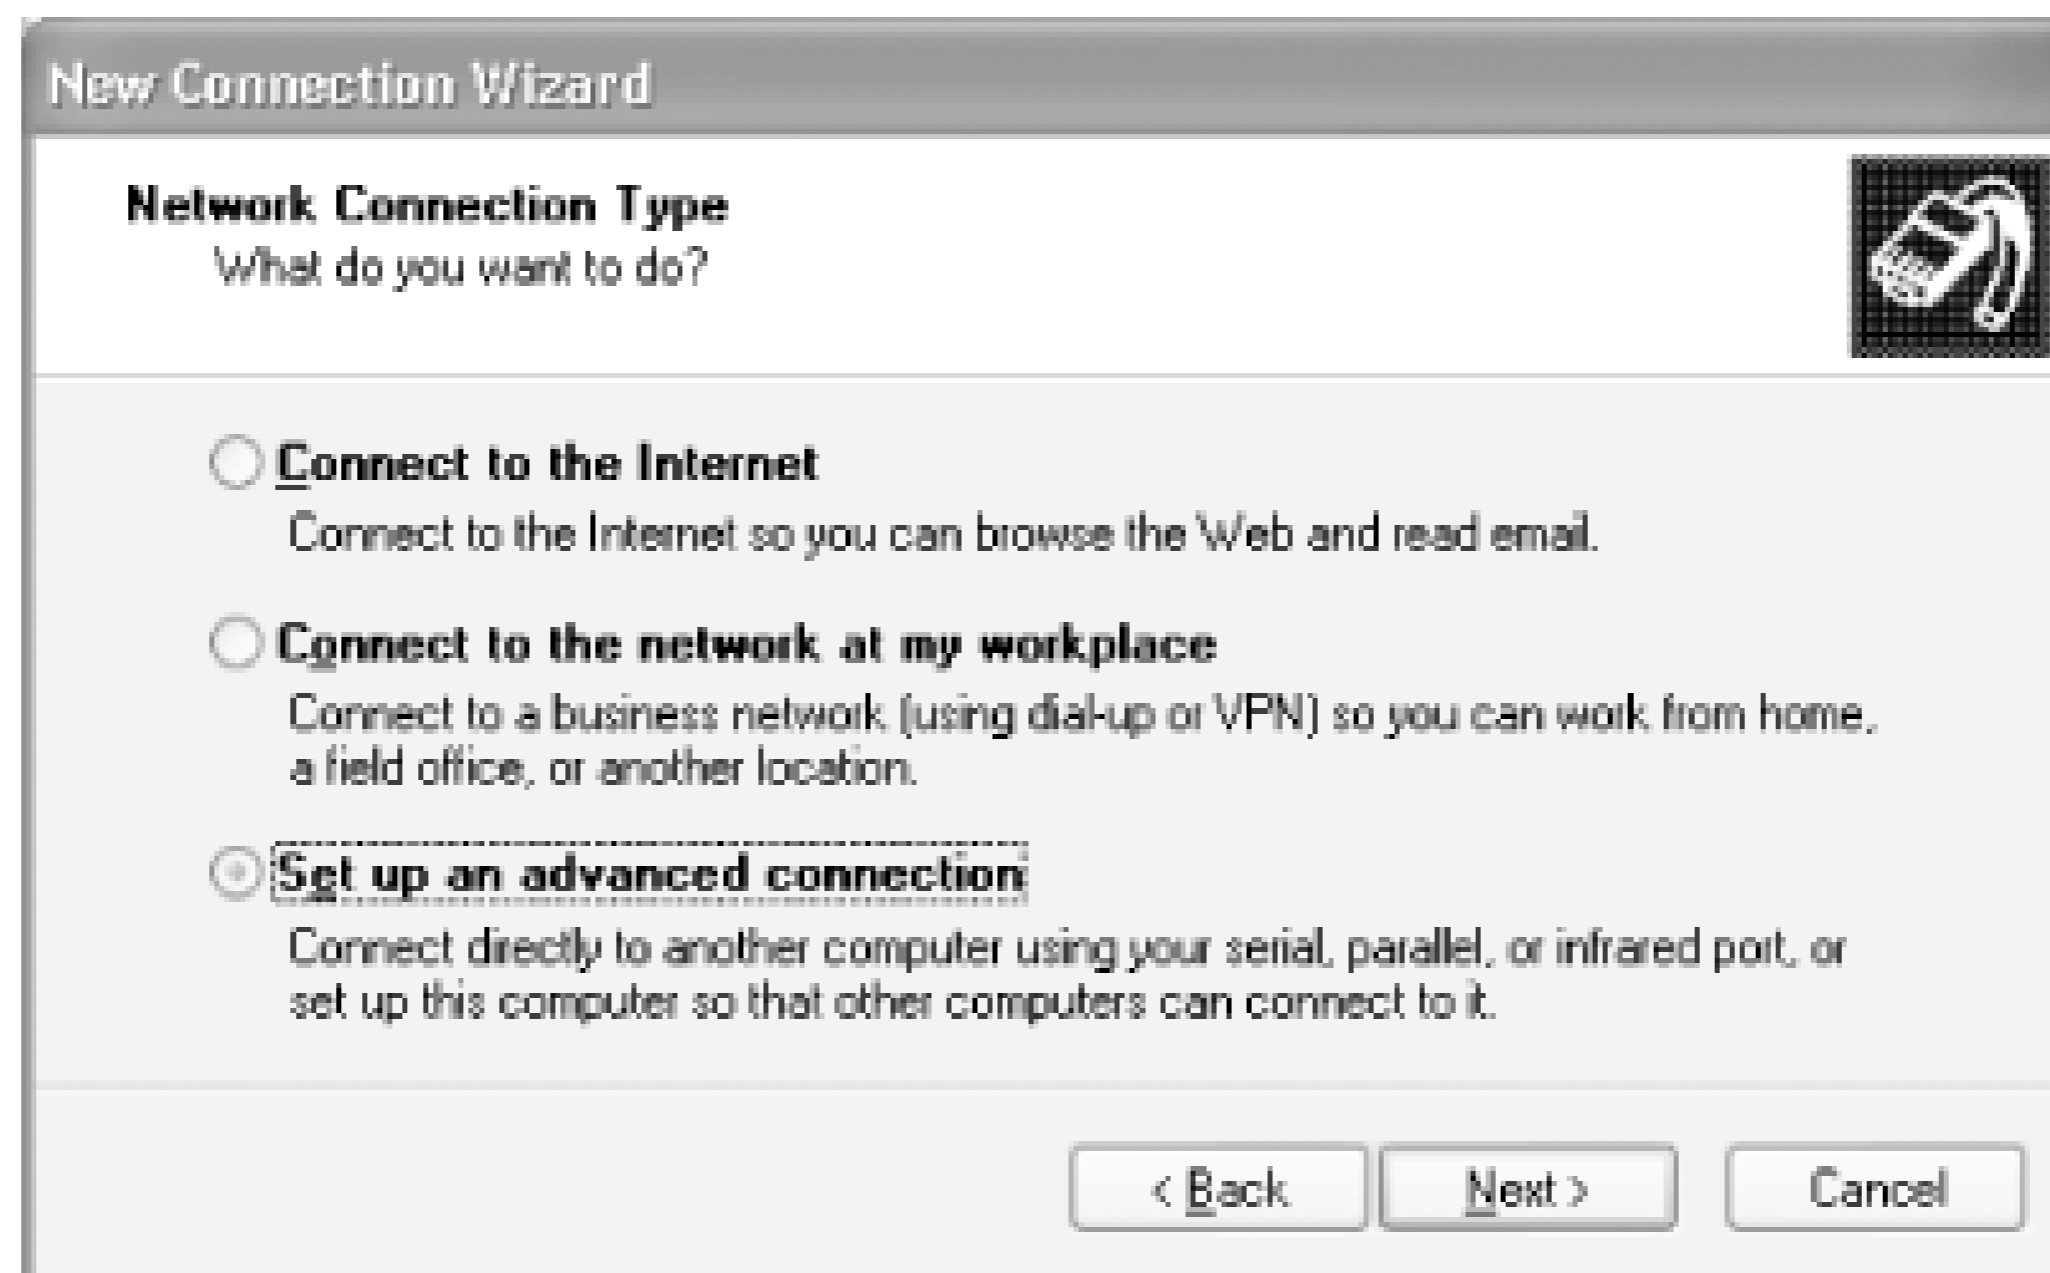 New Connection Wizard
Network Connection Type
What do you want to do?
Connect to the Internet
Connect to the Internet so you can browse the Web and read email.
Connect to the network at my workplace
Connect to a business network (using dial-up or VPN) so you can work from home,
a field office, or another location.
Set up an advanced connection
Connect directly to another computer using your serial, parallel, or infrared port, or
set up this computer so that other computers can connect to it.
< Back Next > Cancel